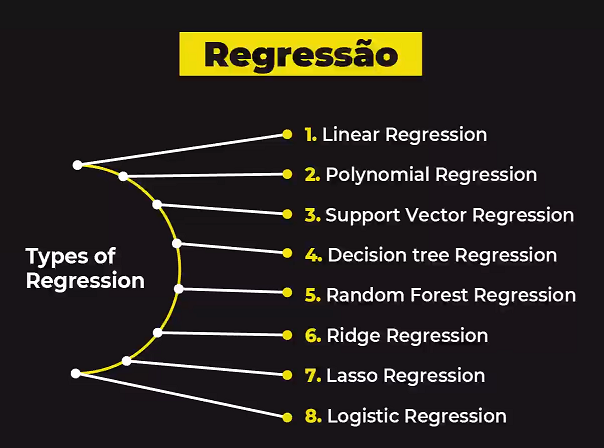 Regressão
1. Linear Regression
2. Polynomial Regression
3. Support Vector Regression
4. Decision tree Regression
Types of
Regression
5. Random Forest Regression
6. Ridge Regression
7. Lasso Regression
8. Logistic Regression